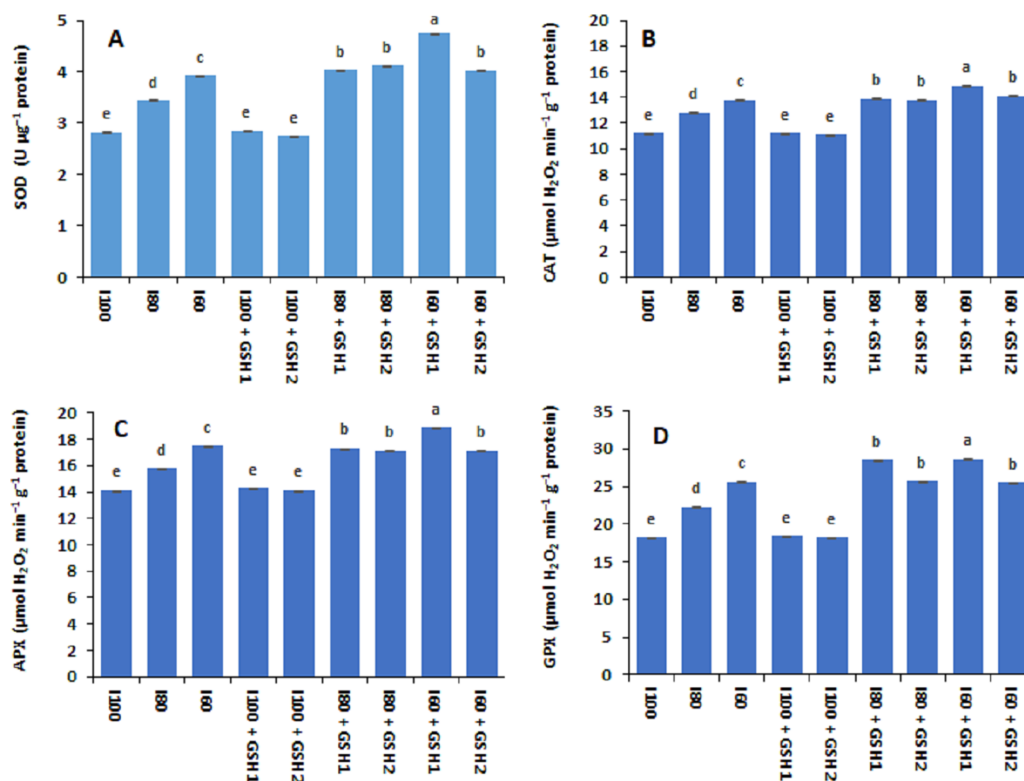 A
SOD (U µg⁻¹ protein)
5
4
3
2
1
0
e
d
c
e
e
b
b
a
b
I100
I80
I60
I100 + GSH1
I100 + GSH2
I80 + GSH1
I80 + GSH2
I60 + GSH1
I60 + GSH2
B
CAT (µmol H₂O₂ min⁻¹ g⁻¹ protein)
20
18
16
14
12
10
8
6
4
2
0
e
d
c
e
e
b
b
a
b
I100
I80
I60
I100 + GSH1
I100 + GSH2
I80 + GSH1
I80 + GSH2
I60 + GSH1
I60 + GSH2
C
APX (µmol H₂O₂ min⁻¹ g⁻¹ protein)
20
18
16
14
12
10
8
6
4
2
0
e
d
c
e
e
b
b
a
b
I100
I80
I60
I100 + GSH1
I100 + GSH2
I80 + GSH1
I80 + GSH2
I60 + GSH1
I60 + GSH2
D
GPX (µmol H₂O₂ min⁻¹ g⁻¹ protein)
35
30
25
20
15
10
5
0
e
d
c
e
e
b
b
a
b
I100
I80
I60
I100 + GSH1
I100 + GSH2
I80 + GSH1
I80 + GSH2
I60 + GSH1
I60 + GSH2